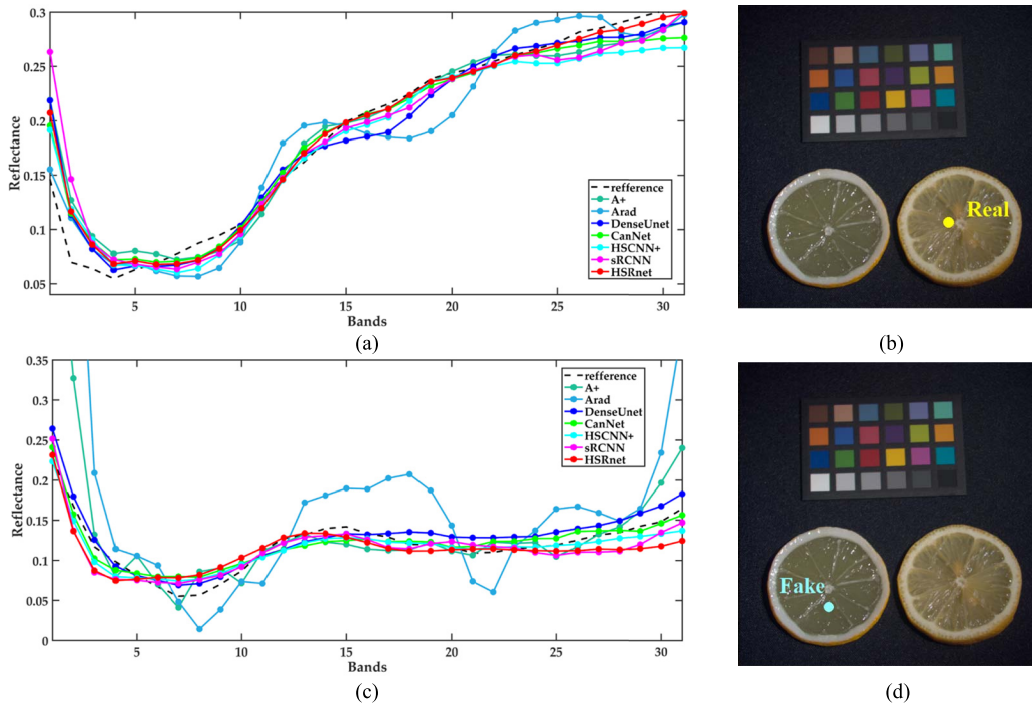 0.3
0.25
0.2
0.15
0.1
0.05
Reflectance
5 10 15 20 25 30
Bands
refference
A+
Arad
DenseUnet
CanNet
HSCNN+
sRCNN
HSRnet
(a)
Real
(b)
0.35
0.3
0.25
0.2
0.15
0.1
0.05
0
Reflectance
5 10 15 20 25 30
Bands
refference
A+
Arad
DenseUnet
CanNet
HSCNN+
sRCNN
HSRnet
(c)
Fake
(d)